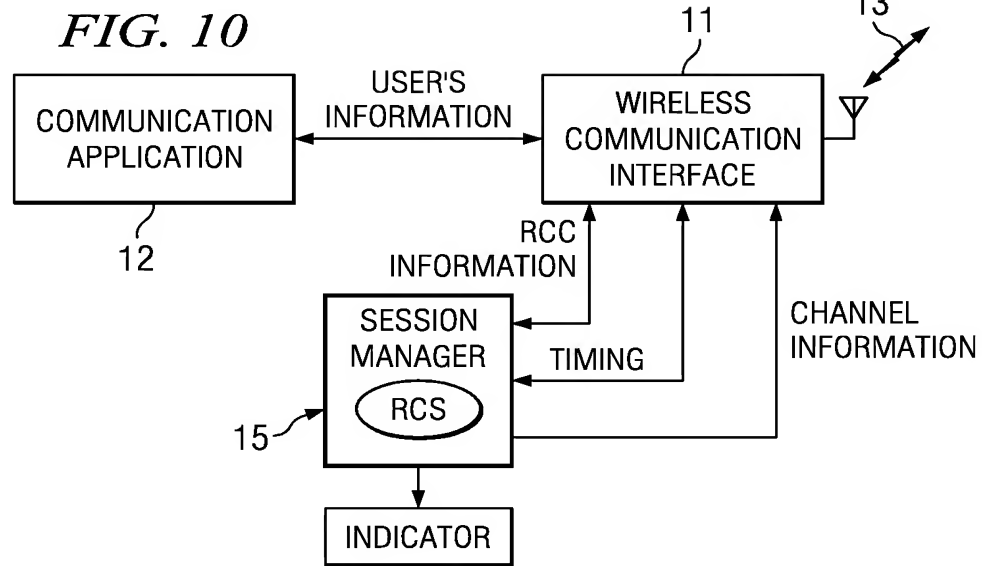 FIG. 10
13
11
COMMUNICATION
APPLICATION
USER'S
INFORMATION
WIRELESS
COMMUNICATION
INTERFACE
12
RCC
INFORMATION
SESSION
MANAGER
RCS
TIMING
CHANNEL
INFORMATION
15
INDICATOR